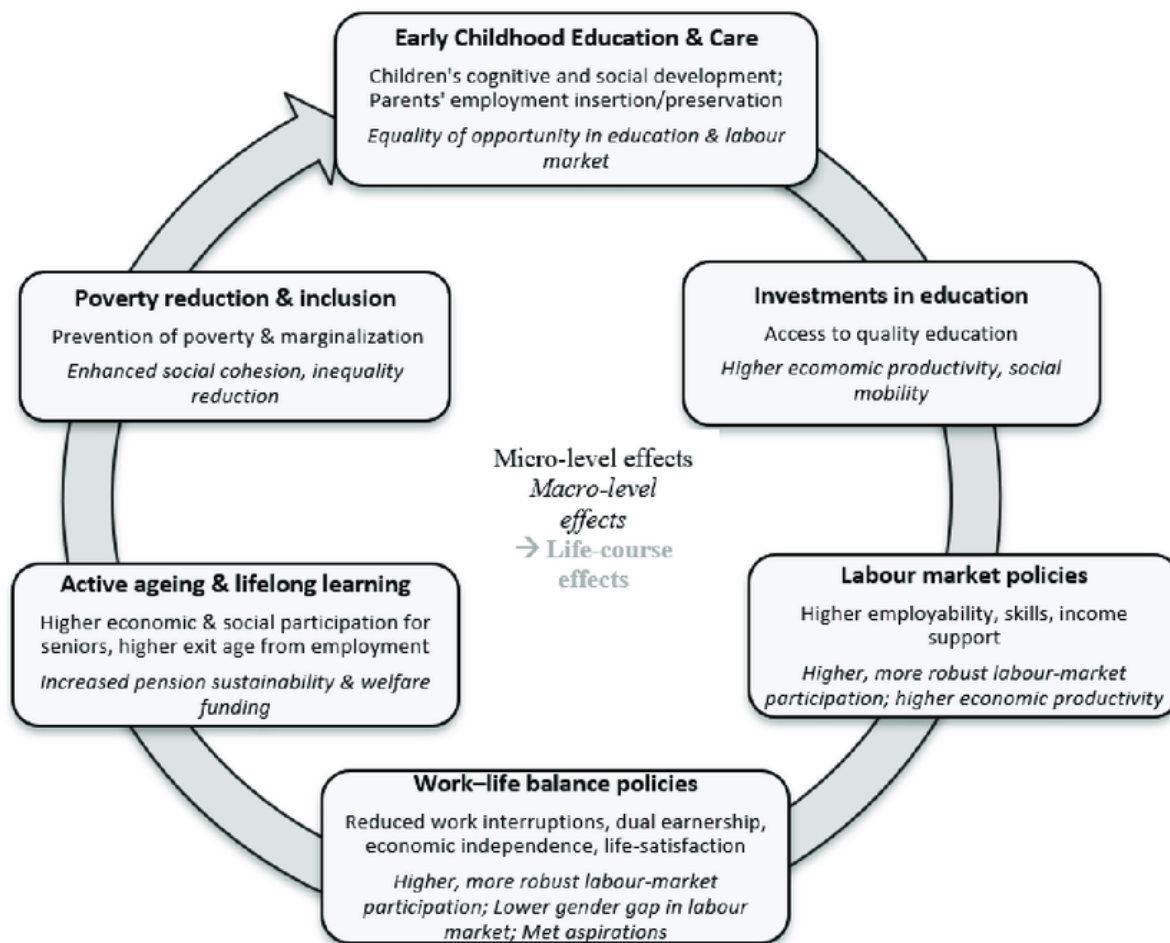 Early Childhood Education & Care
Children's cognitive and social development;
Parents' employment insertion/preservation
Equality of opportunity in education & labour
market
Investments in education
Access to quality education
Higher ecomomic productivity, social
mobility
Labour market policies
Higher employability, skills, income
support
Higher, more robust labour-market
participation; higher economic productivity
Work–life balance policies
Reduced work interruptions, dual earnership,
economic independence, life-satisfaction
Higher, more robust labour-market
participation; Lower gender gap in labour
market; Met aspirations
Active ageing & lifelong learning
Higher economic & social participation for
seniors, higher exit age from employment
Increased pension sustainability & welfare
funding
Poverty reduction & inclusion
Prevention of poverty & marginalization
Enhanced social cohesion, inequality
reduction
Micro-level effects
Macro-level
effects
→ Life-course
effects